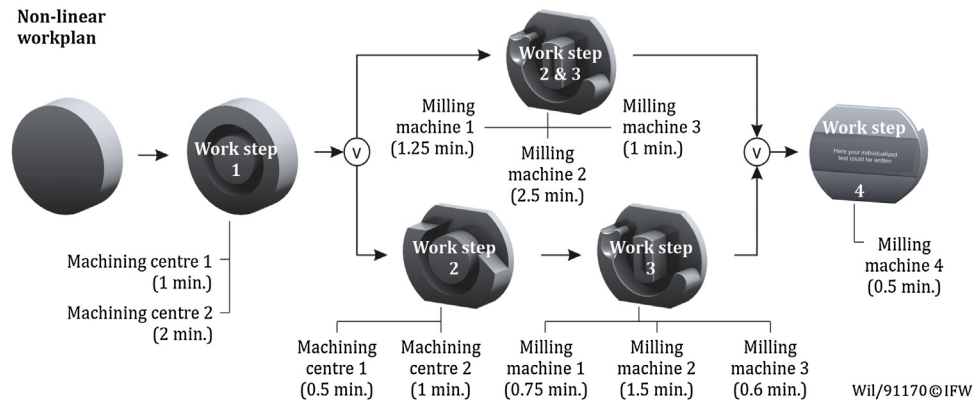 Non-linear
workplan
Work step
1
Machining centre 1
(1 min.)
Machining centre 2
(2 min.)
v
Work step
2 & 3
Milling
machine 1
(1.25 min.)
Milling
machine 2
(2.5 min.)
Milling
machine 3
(1 min.)
Work step
2
Machining
centre 1
(0.5 min.)
Machining
centre 2
(1 min.)
Work step
3
Milling
machine 1
(0.75 min.)
Milling
machine 2
(1.5 min.)
Milling
machine 3
(0.6 min.)
v
Work step
Here your individualized
text could be written
4
Milling
machine 4
(0.5 min.)
Wil/91170©IFW